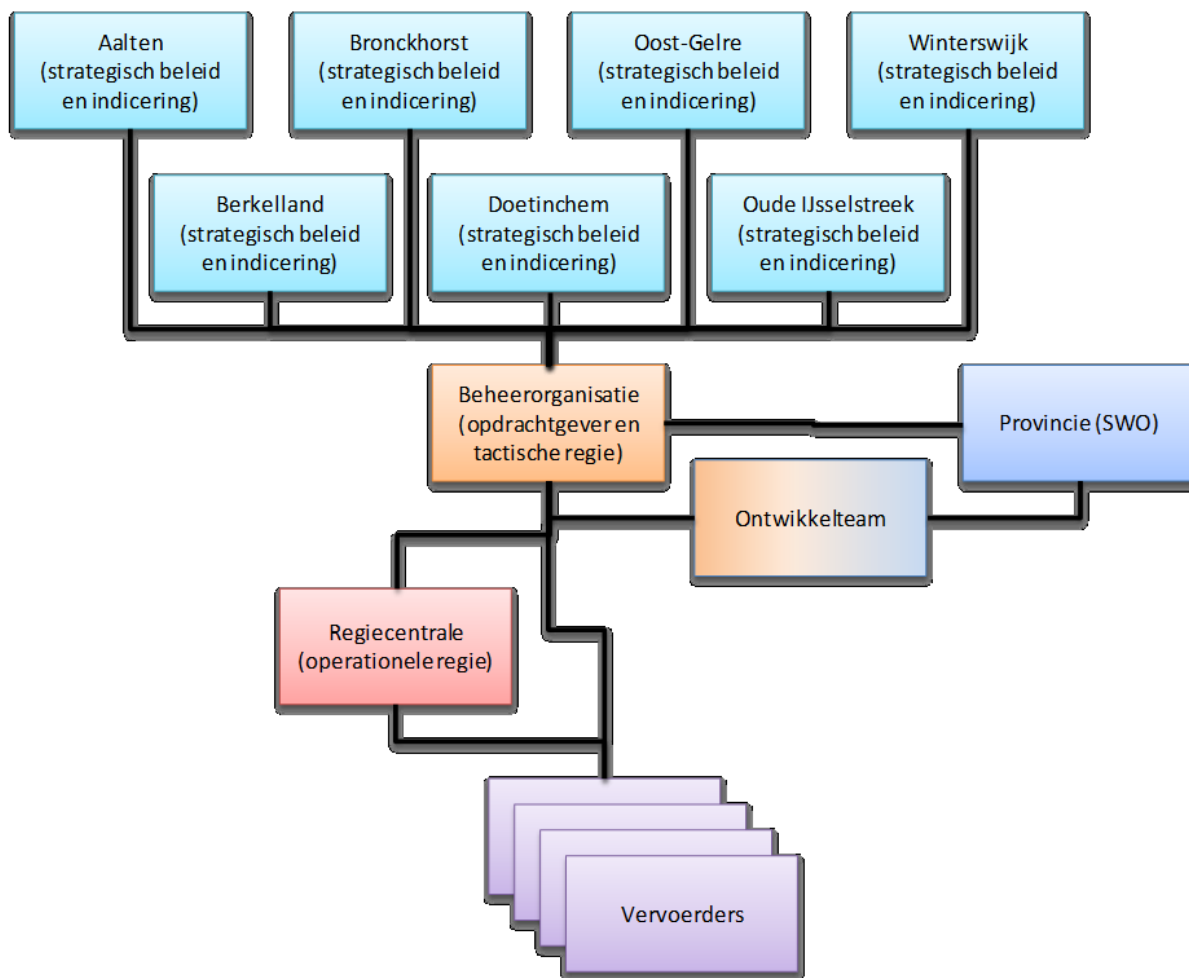 Aalten
(strategisch beleid
en indicering)
Bronckhorst
(strategisch beleid
en indicering)
Oost-Gelre
(strategisch beleid
en indicering)
Winterswijk
(strategisch beleid
en indicering)
Berkelland
(strategisch beleid
en indicering)
Doetinchem
(strategisch beleid
en indicering)
Oude IJsselstreek
(strategisch beleid
en indicering)
Beheerorganisatie
(opdrachtgever en
tactische regie)
Provincie (SWO)
Ontwikkelteam
Regiecentrale
(operationele regie)
Vervoerders